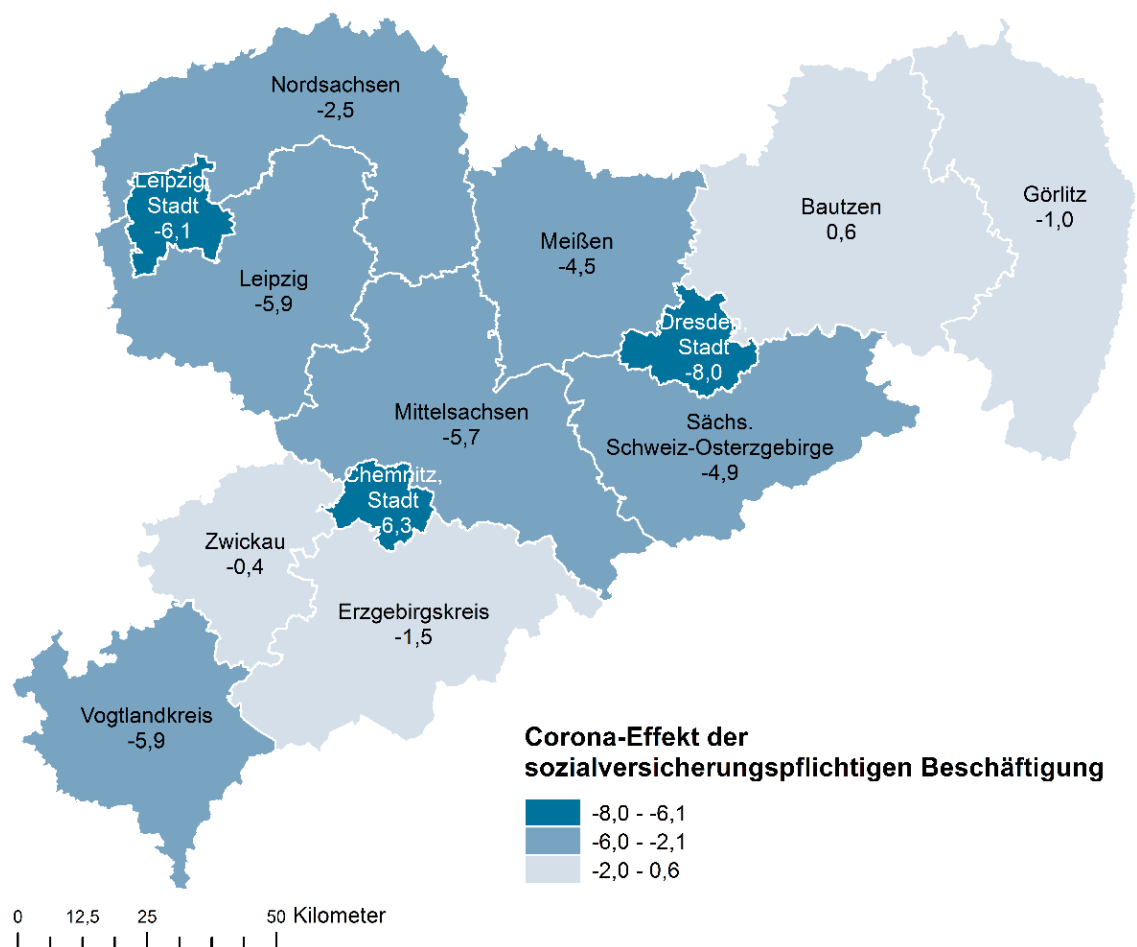 Nordsachsen
-2,5
Leipzig,
Stadt
-6,1
Leipzig
-5,9
Meißen
-4,5
Bautzen
0,6
Görlitz
-1,0
Dresden,
Stadt
-8,0
Mittelsachsen
-5,7
Sächs.
Schweiz-Osterzgebirge
-4,9
Chemnitz,
Stadt
-6,3
Zwickau
-0,4
Erzgebirgskreis
-1,5
Vogtlandkreis
-5,9
Corona-Effekt der
sozialversicherungspflichtigen Beschäftigung
-8,0 - -6,1
-6,0 - -2,1
-2,0 - 0,6
0 12,5 25 50 Kilometer